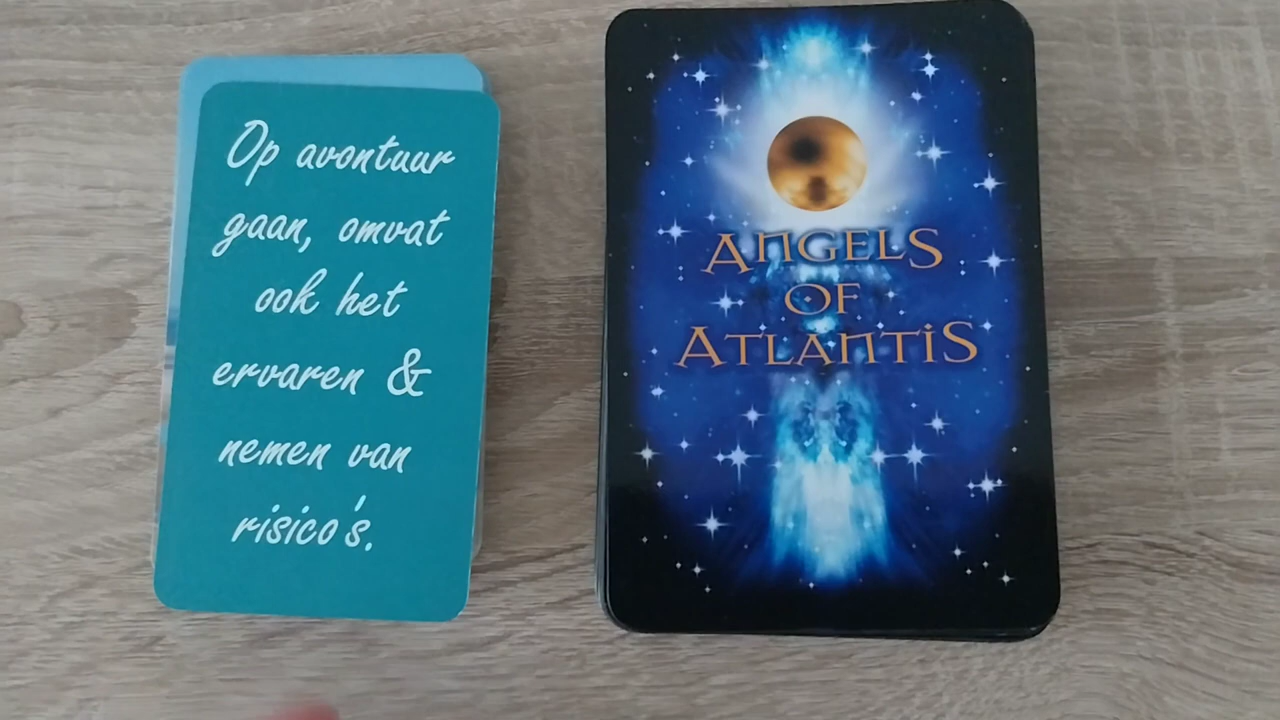 Op avontuur
gaan, omvat
ook het
ervaren &
nemen van
risico's.
ANGELS
OF
ATLANTiS